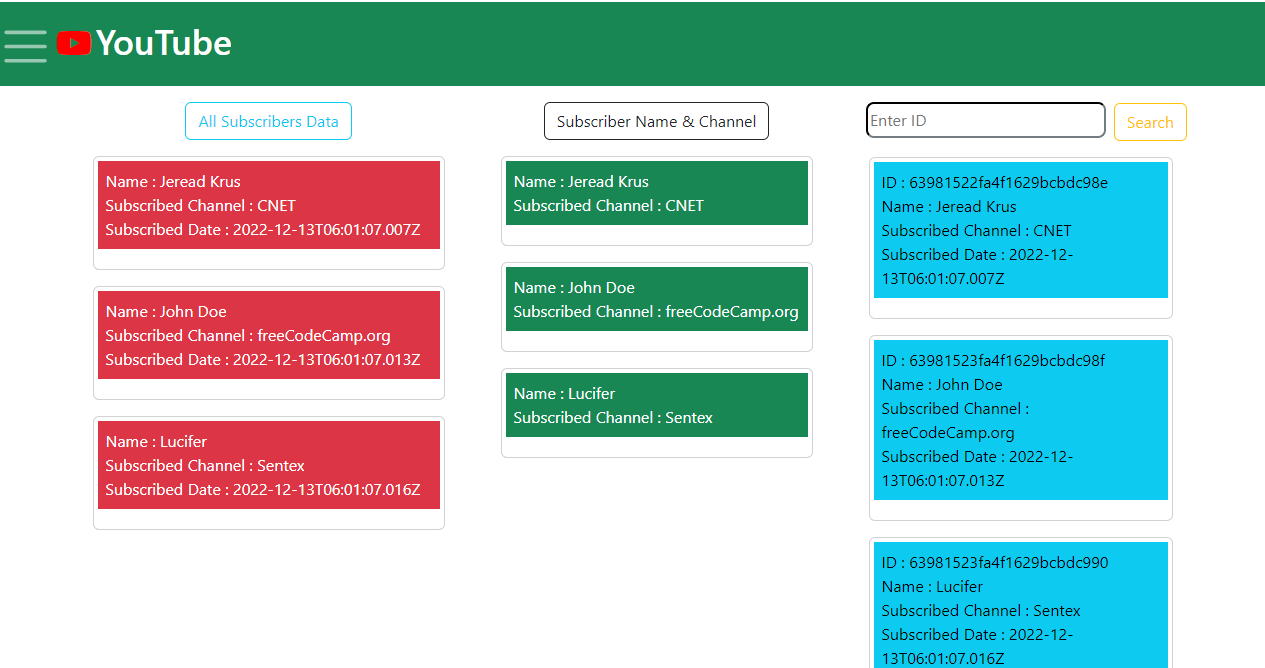 YouTube
All Subscribers Data
Name : Jeread Krus
Subscribed Channel : CNET
Subscribed Date : 2022-12-13T06:01:07.007Z
Name : John Doe
Subscribed Channel : freeCodeCamp.org
Subscribed Date : 2022-12-13T06:01:07.013Z
Name : Lucifer
Subscribed Channel : Sentex
Subscribed Date : 2022-12-13T06:01:07.016Z
Subscriber Name & Channel
Name : Jeread Krus
Subscribed Channel : CNET
Name : John Doe
Subscribed Channel : freeCodeCamp.org
Name : Lucifer
Subscribed Channel : Sentex
Enter ID
Search
ID : 63981522fa4f1629bcbdc98e
Name : Jeread Krus
Subscribed Channel : CNET
Subscribed Date : 2022-12-
13T06:01:07.007Z
ID : 63981523fa4f1629bcbdc98f
Name : John Doe
Subscribed Channel :
freeCodeCamp.org
Subscribed Date : 2022-12-
13T06:01:07.013Z
ID : 63981523fa4f1629bcbdc990
Name : Lucifer
Subscribed Channel : Sentex
Subscribed Date : 2022-12-
13T06:01:07.016Z